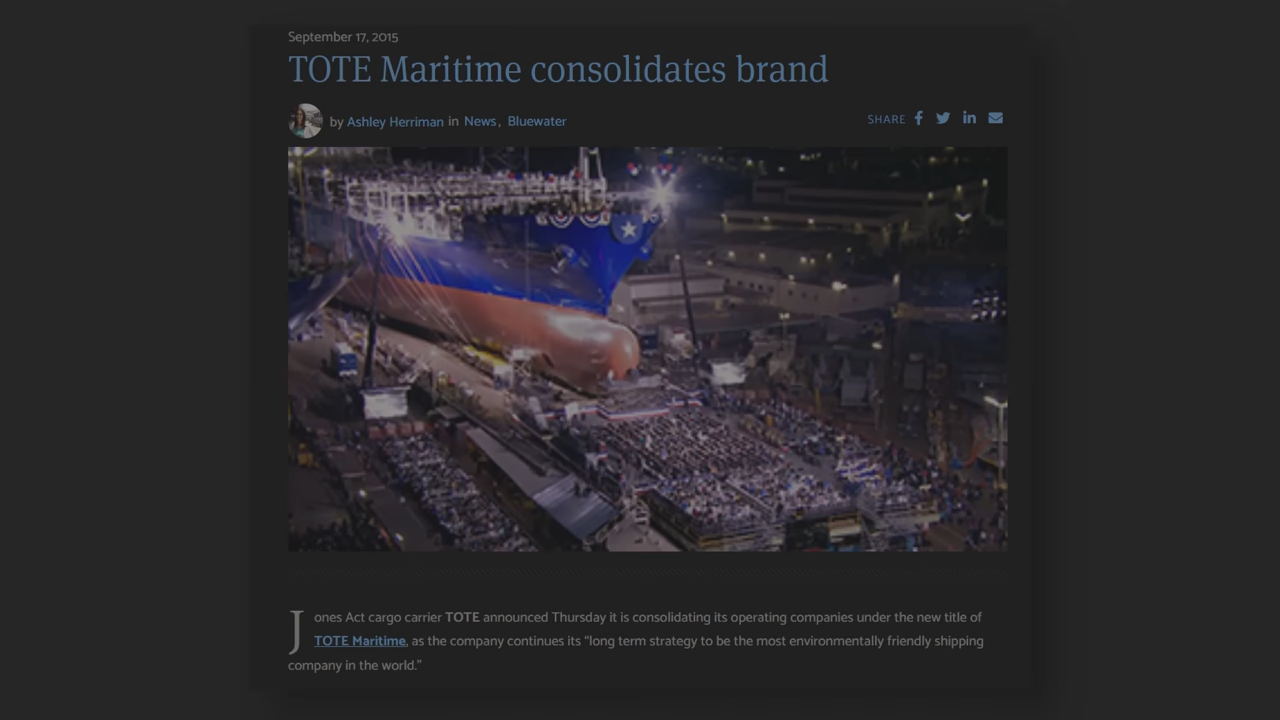 September 17, 2015
TOTE Maritime consolidates brand
by Ashley Herriman in News, Bluewater
SHARE
Jones Act cargo carrier TOTE announced Thursday it is consolidating its operating companies under the new title of
TOTE Maritime, as the company continues its “long term strategy to be the most environmentally friendly shipping
company in the world.”